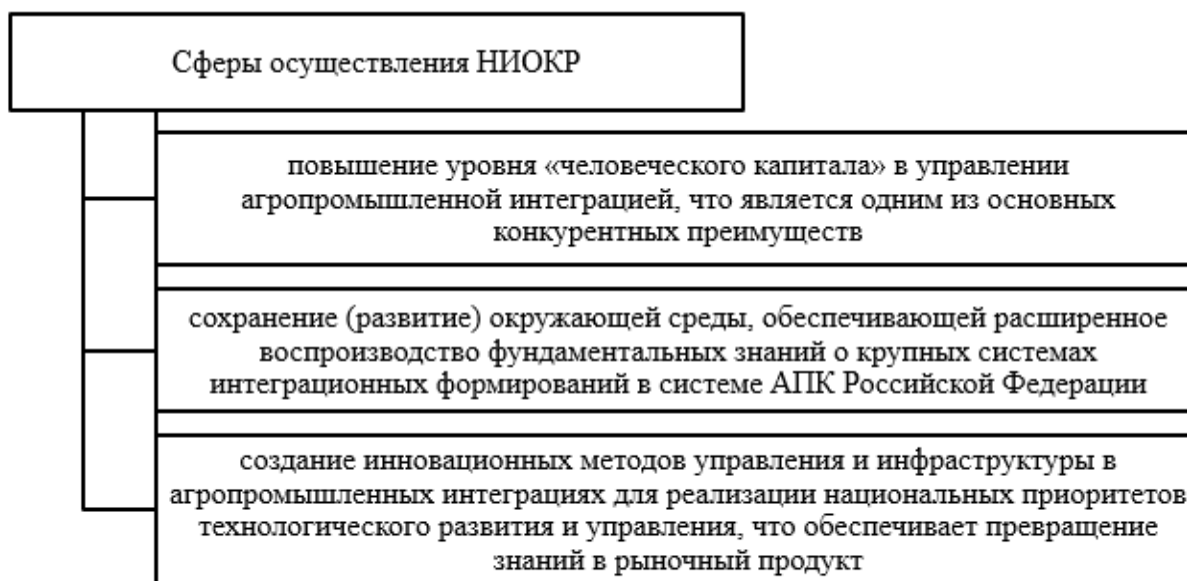 Сферы осуществления НИОКР
повышение уровня «человеческого капитала» в управлении
агропромышленной интеграцией, что является одним из основных
конкурентных преимуществ
сохранение (развитие) окружающей среды, обеспечивающей расширенное
воспроизводство фундаментальных знаний о крупных системах
интеграционных формирований в системе АПК Российской Федерации
создание инновационных методов управления и инфраструктуры в
агропромышленных интеграциях для реализации национальных приоритетов
технологического развития и управления, что обеспечивает превращение
знаний в рыночный продукт